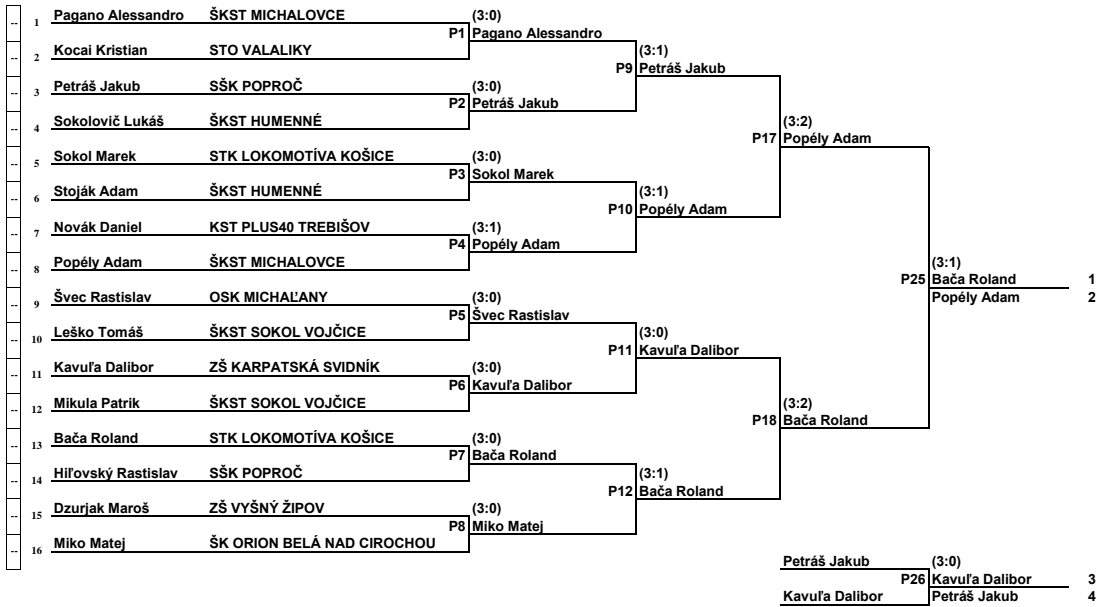 -- 1 Pagano Alessandro ŠKST MICHALOVCE (3:0)
P1 Pagano Alessandro
-- 2 Kocai Kristian STO VALALIKY (3:1)
P9 Petráš Jakub
-- 3 Petráš Jakub SŠK POPROČ (3:0)
P2 Petráš Jakub
-- 4 Sokolovič Lukáš ŠKST HUMENNÉ (3:2)
P17 Popély Adam
-- 5 Sokol Marek STK LOKOMOTÍVA KOŠICE (3:0)
P3 Sokol Marek
-- 6 Stoják Adam ŠKST HUMENNÉ (3:1)
P10 Popély Adam
-- 7 Novák Daniel KST PLUS40 TREBIŠOV (3:1)
P4 Popély Adam
-- 8 Popély Adam ŠKST MICHALOVCE (3:1)
P25 Bača Roland 1
-- 9 Švec Rastislav OSK MICHAĽANY (3:0) Popély Adam 2
P5 Švec Rastislav
-- 10 Leško Tomáš ŠKST SOKOL VOJČICE (3:0)
P11 Kavuľa Dalibor
-- 11 Kavuľa Dalibor ZŠ KARPATSKÁ SVIDNÍK (3:0)
P6 Kavuľa Dalibor
-- 12 Mikula Patrik ŠKST SOKOL VOJČICE (3:2)
P18 Bača Roland
-- 13 Bača Roland STK LOKOMOTÍVA KOŠICE (3:0)
P7 Bača Roland
-- 14 Hiľovský Rastislav SŠK POPROČ (3:1)
P12 Bača Roland
-- 15 Dzurjak Maroš ZŠ VYŠNÝ ŽIPOV (3:0)
P8 Miko Matej
-- 16 Miko Matej ŠK ORION BELÁ NAD CIROCHOU
Petráš Jakub (3:0)
P26 Kavuľa Dalibor 3
Kavuľa Dalibor Petráš Jakub 4